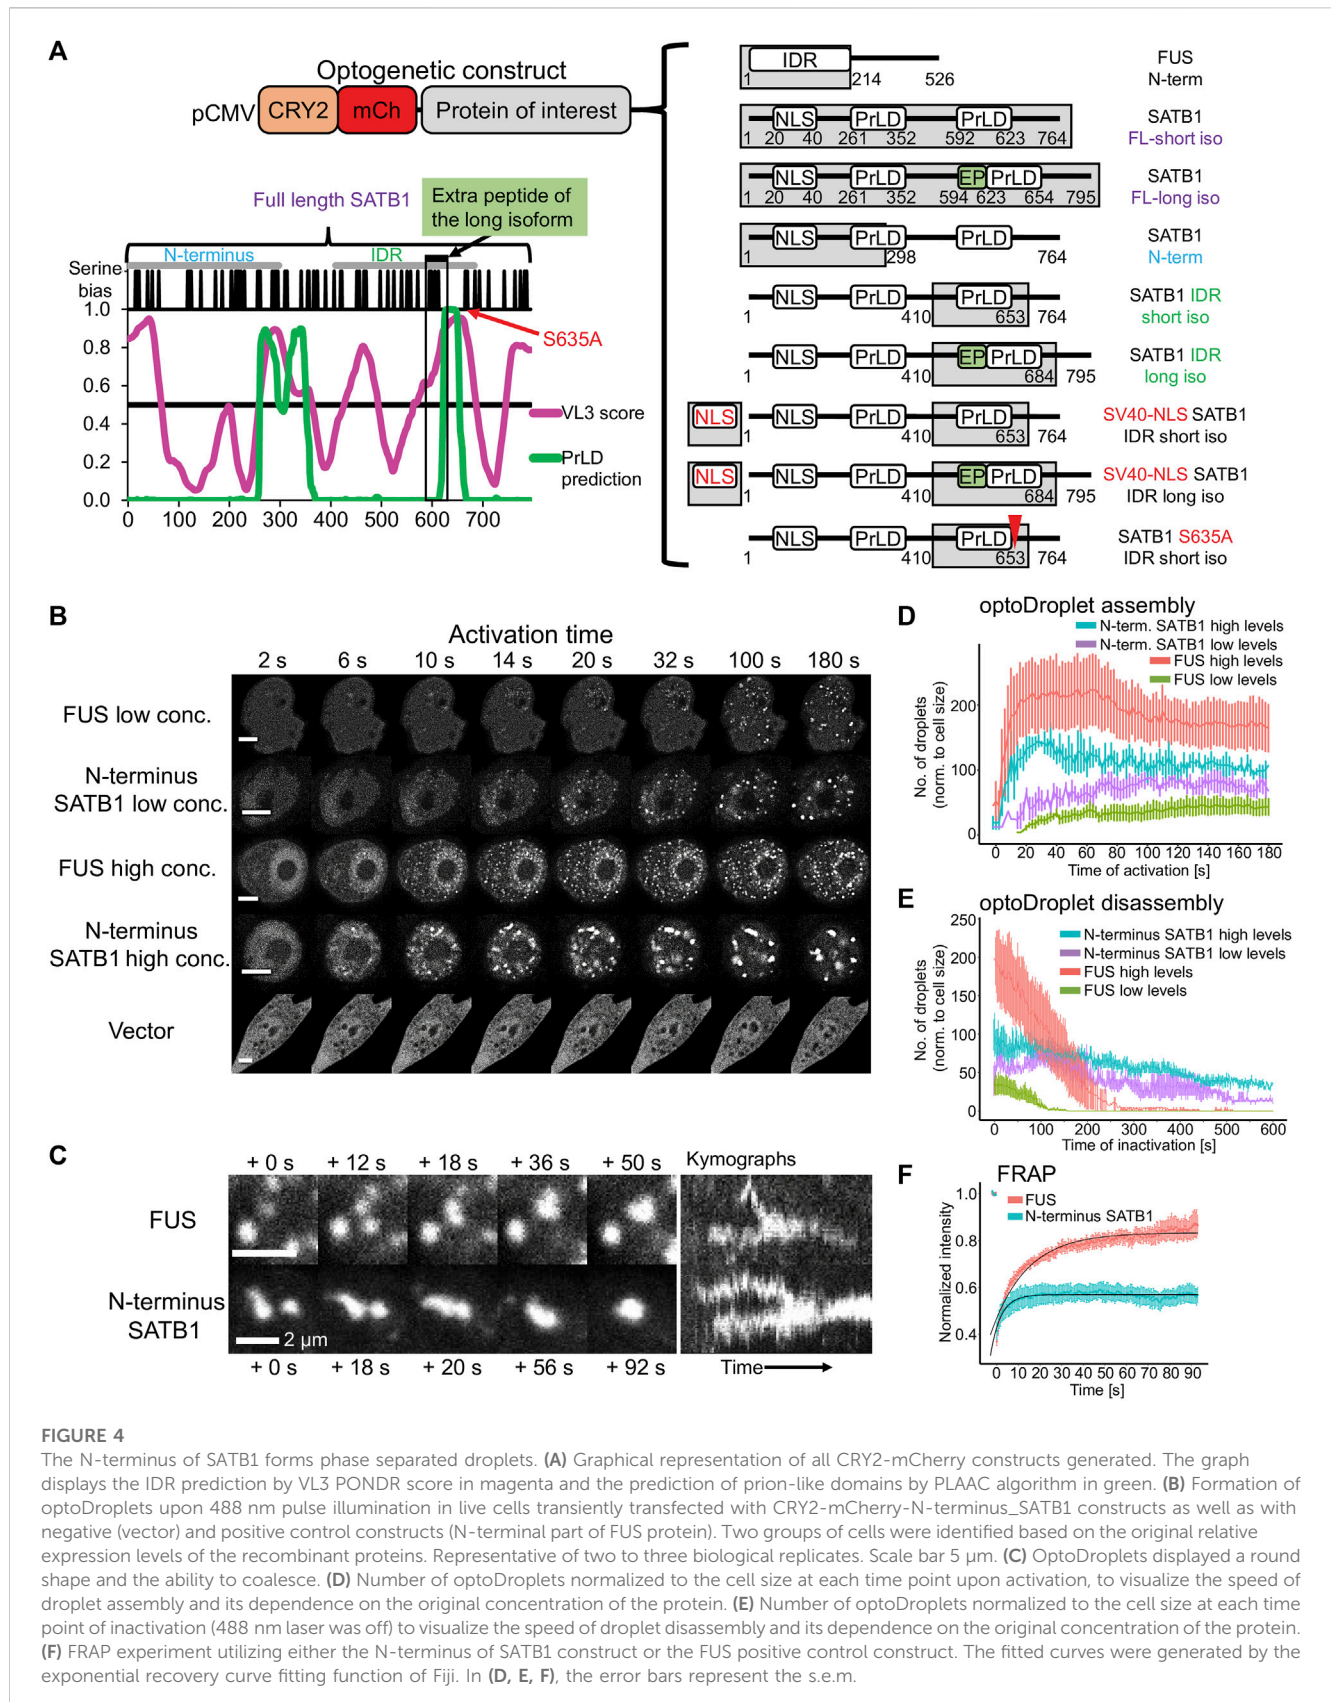 A
Optogenetic construct
pCMV CRY2 mCh Protein of interest
Full length SATB1
Extra peptide of
the long isoform
N-terminus IDR
Serine
bias
S635A
1.0
0.8
0.6
0.4
0.2
0.0
0 100 200 300 400 500 600 700
VL3 score
PrLD
prediction
IDR
1 214 526
FUS
N-term
NLS PrLD PrLD
1 20 40 261 352 592 623 764
SATB1
FL-short iso
NLS PrLD EP PrLD
1 20 40 261 352 594 623 654 795
SATB1
FL-long iso
NLS PrLD PrLD
1 298 764
SATB1
N-term
NLS PrLD PrLD
1 410 653 764
SATB1 IDR
short iso
NLS PrLD EP PrLD
1 410 684 795
SATB1 IDR
long iso
NLS NLS PrLD PrLD
1 410 653 764
SV40-NLS SATB1
IDR short iso
NLS NLS PrLD EP PrLD
1 410 684 795
SV40-NLS SATB1
IDR long iso
NLS PrLD PrLD
1 410 653 764
SATB1 S635A
IDR short iso
B
Activation time
2 s 6 s 10 s 14 s 20 s 32 s 100 s 180 s
FUS low conc.
N-terminus
SATB1 low conc.
FUS high conc.
N-terminus
SATB1 high conc.
Vector
C
+ 0 s + 12 s + 18 s + 36 s + 50 s Kymographs
FUS
N-terminus
SATB1
2 µm
+ 0 s + 18 s + 20 s + 56 s + 92 s Time
D
optoDroplet assembly
N-term. SATB1 high levels
N-term. SATB1 low levels
FUS high levels
FUS low levels
No. of droplets
(norm. to cell size)
200
100
0
0 20 40 60 80 100 120 140 160 180
Time of activation [s]
E
optoDroplet disassembly
N-terminus SATB1 high levels
N-terminus SATB1 low levels
FUS high levels
FUS low levels
No. of droplets
(norm. to cell size)
250
200
150
100
50
0
0 100 200 300 400 500 600
Time of inactivation [s]
F
FRAP
FUS
N-terminus SATB1
Normalized intensity
1.0
0.8
0.6
0.4
0 10 20 30 40 50 60 70 80 90
Time [s]
FIGURE 4
The N-terminus of SATB1 forms phase separated droplets. (A) Graphical representation of all CRY2-mCherry constructs generated. The graph
displays the IDR prediction by VL3 PONDR score in magenta and the prediction of prion-like domains by PLAAC algorithm in green. (B) Formation of
optoDroplets upon 488 nm pulse illumination in live cells transiently transfected with CRY2-mCherry-N-terminus_SATB1 constructs as well as with
negative (vector) and positive control constructs (N-terminal part of FUS protein). Two groups of cells were identified based on the original relative
expression levels of the recombinant proteins. Representative of two to three biological replicates. Scale bar 5 µm. (C) OptoDroplets displayed a round
shape and the ability to coalesce. (D) Number of optoDroplets normalized to the cell size at each time point upon activation, to visualize the speed of
droplet assembly and its dependence on the original concentration of the protein. (E) Number of optoDroplets normalized to the cell size at each time
point of inactivation (488 nm laser was off) to visualize the speed of droplet disassembly and its dependence on the original concentration of the protein.
(F) FRAP experiment utilizing either the N-terminus of SATB1 construct or the FUS positive control construct. The fitted curves were generated by the
exponential recovery curve fitting function of Fiji. In (D, E, F), the error bars represent the s.e.m.